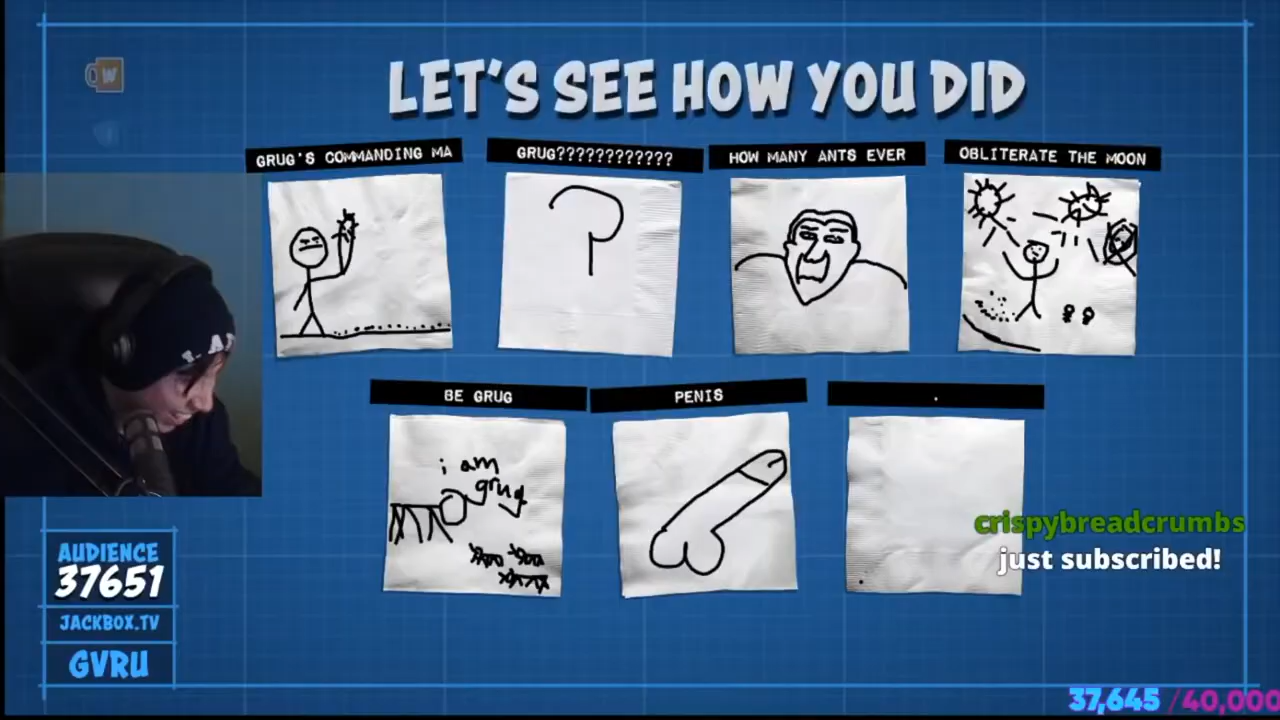 W
LET'S SEE HOW YOU DID
GRUG'S COMMANDING MA
GRUG????????????
HOW MANY ANTS EVER
OBLITERATE THE MOON
BE GRUG
PENIS
.
i am
grug
crispybreadcrumbs
just subscribed!
AUDIENCE
37651
JACKBOX.TV
GVRU
37,645 /40,000